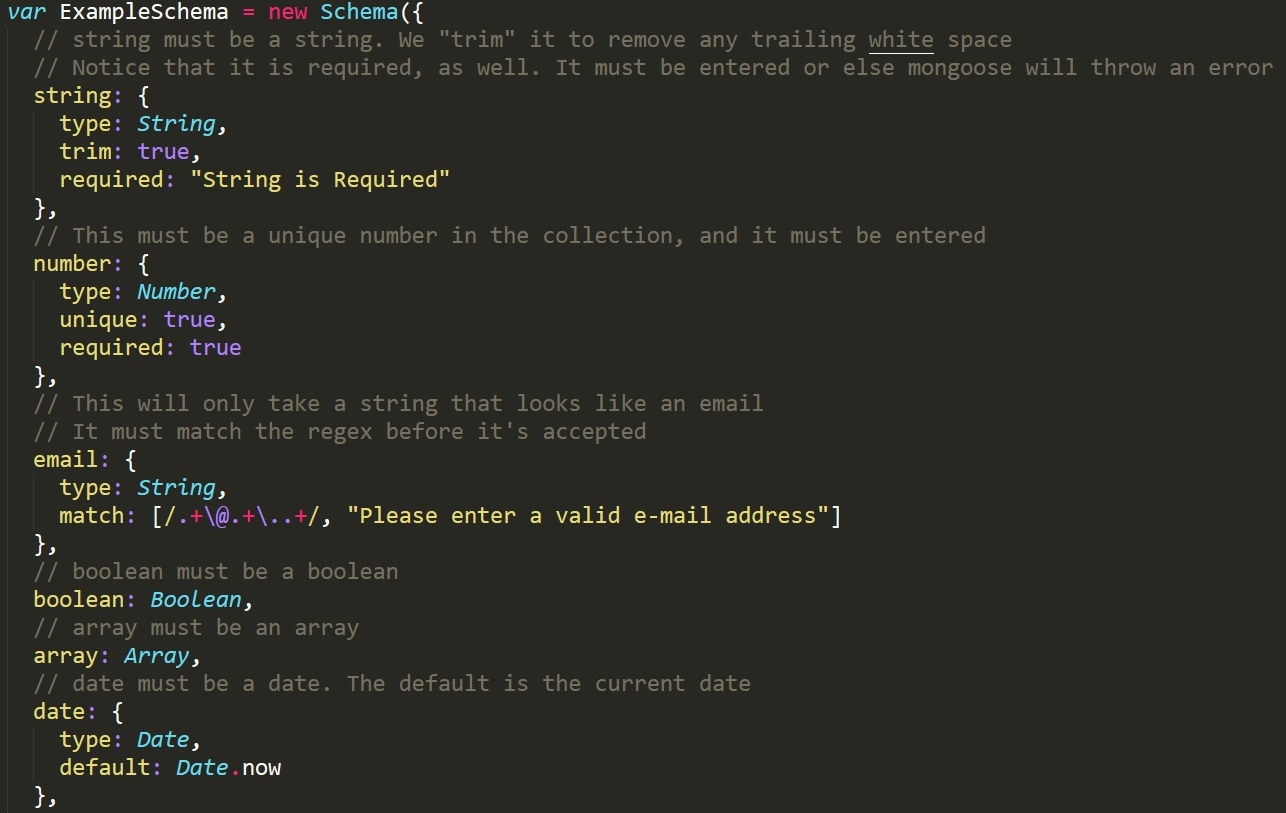 var ExampleSchema = new Schema({
  // string must be a string. We "trim" it to remove any trailing white space
  // Notice that it is required, as well. It must be entered or else mongoose will throw an error
  string: {
    type: String,
    trim: true,
    required: "String is Required"
  },
  // This must be a unique number in the collection, and it must be entered
  number: {
    type: Number,
    unique: true,
    required: true
  },
  // This will only take a string that looks like an email
  // It must match the regex before it's accepted
  email: {
    type: String,
    match: [/.+\@.+\..+/, "Please enter a valid e-mail address"]
  },
  // boolean must be a boolean
  boolean: Boolean,
  // array must be an array
  array: Array,
  // date must be a date. The default is the current date
  date: {
    type: Date,
    default: Date.now
  },